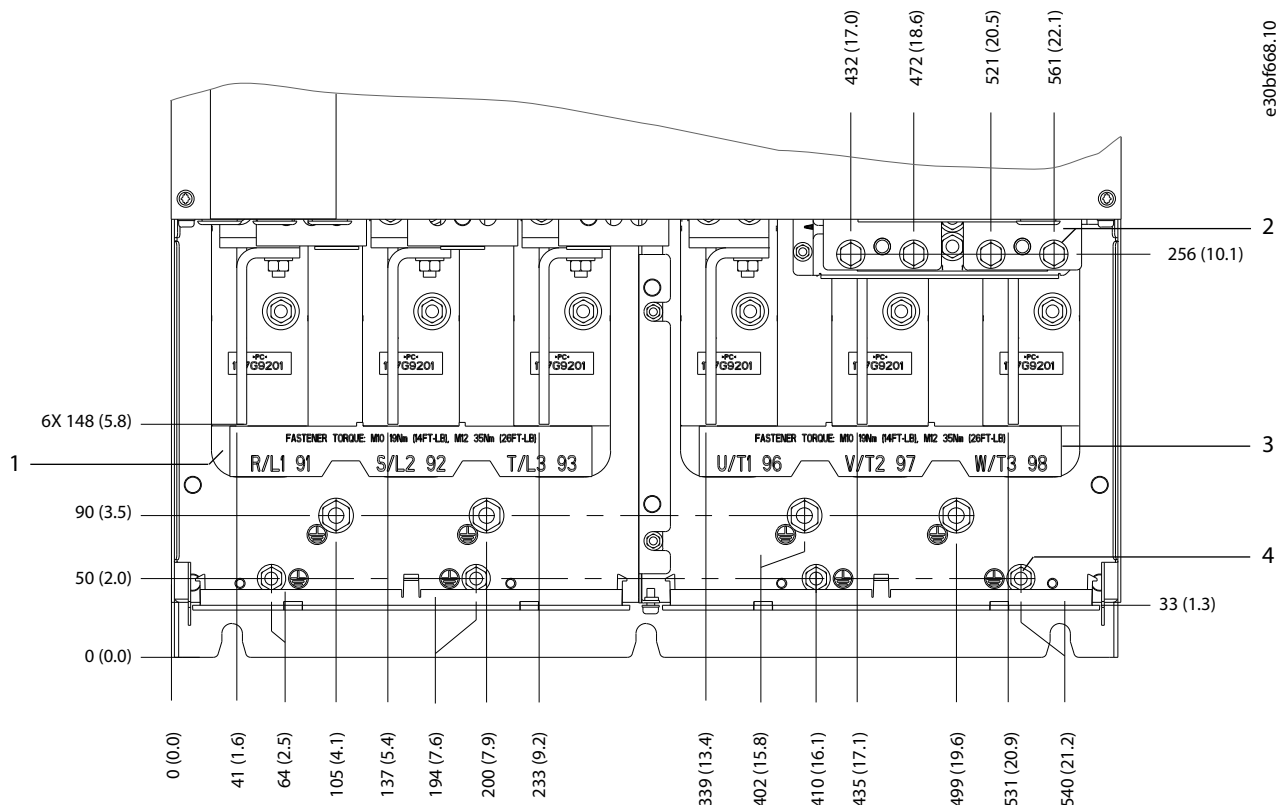 432 (17.0)
472 (18.6)
521 (20.5)
561 (22.1)
e30bf668.10
2
256 (10.1)
•PC•
•PC•
•PC•
•PC•
•PC•
•PC•
6X 148 (5.8)
FASTENER TORQUE: M10 19Nm (14FT-LB), M12 35Nm (26FT-LB)
FASTENER TORQUE: M10 19Nm (14FT-LB), M12 35Nm (26FT-LB)
1
R/L1 91
S/L2 92
T/L3 93
U/T1 96
V/T2 97
W/T3 98
3
90 (3.5)
50 (2.0)
4
33 (1.3)
0 (0.0)
0 (0.0)
41 (1.6)
64 (2.5)
105 (4.1)
137 (5.4)
194 (7.6)
200 (7.9)
233 (9.2)
339 (13.4)
402 (15.8)
410 (16.1)
435 (17.1)
499 (19.6)
531 (20.9)
540 (21.2)